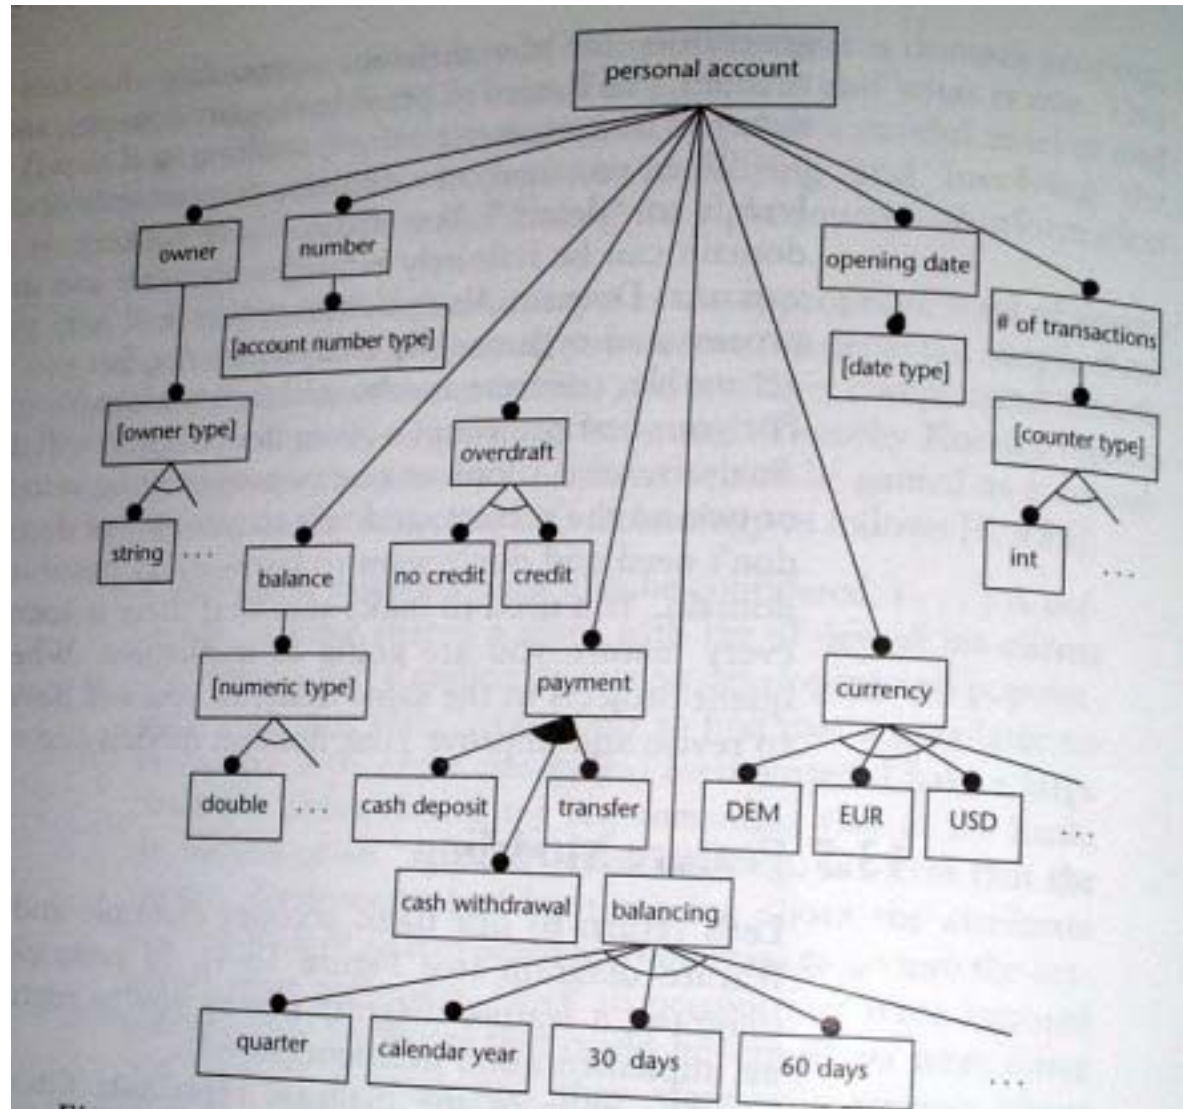 personal account
owner
number
opening date
# of transactions
[account number type]
[date type]
[owner type]
overdraft
[counter type]
string ...
balance
no credit
credit
int
...
[numeric type]
payment
currency
double ...
cash deposit
transfer
DEM
EUR
USD
...
cash withdrawal
balancing
quarter
calendar year
30 days
60 days
...